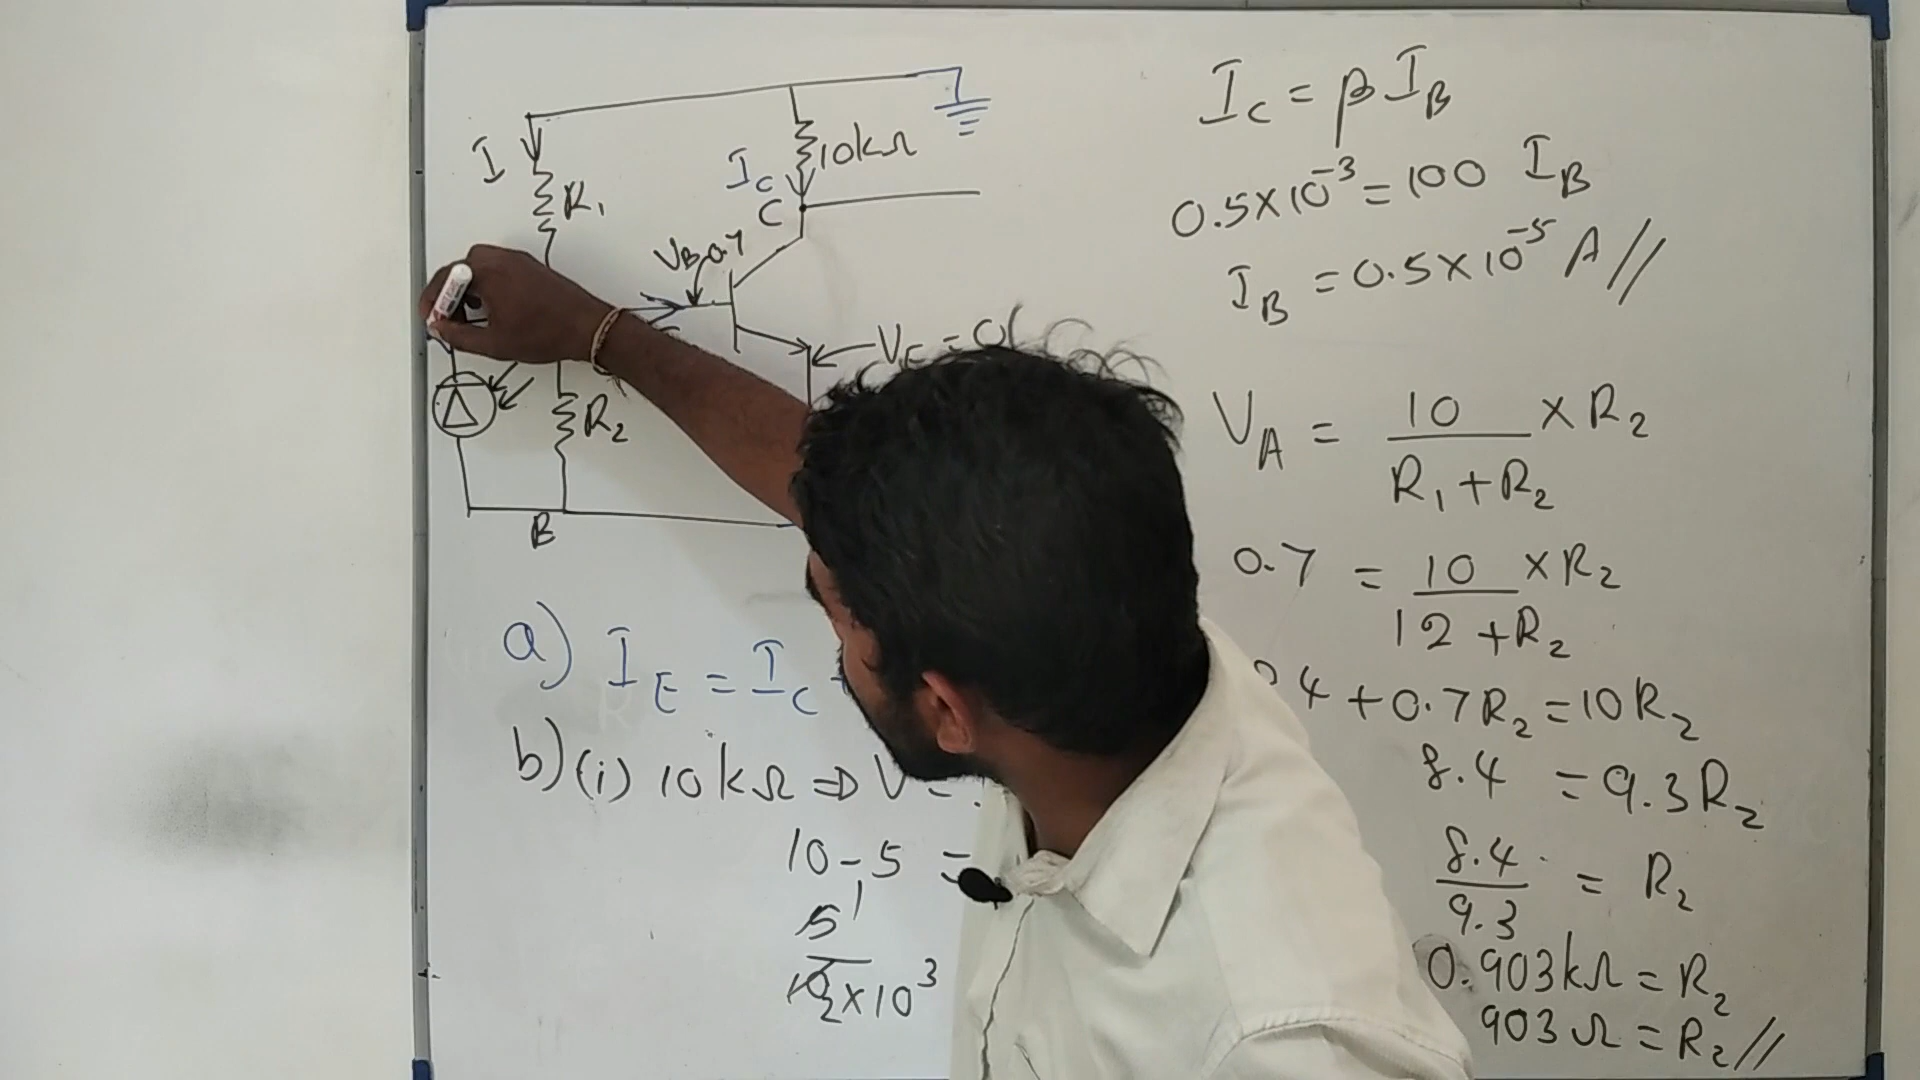 I
R₁
10kΩ
I_C
C
V_B 0.7
V_E = 0
R₂
B
a) I_E = I_C
b) (i) 10kΩ ⇒ V =
10 - 5 =
5 1
10 2 × 10³
I_C = β I_B
0.5×10⁻³ = 100 I_B
I_B = 0.5×10⁻⁵ A //
V_A = 10 / (R₁ + R₂) × R₂
0.7 = 10 / (12 + R₂) × R₂
.4 + 0.7R₂ = 10R₂
8.4 = 9.3R₂
8.4 / 9.3 = R₂
0.903kΩ = R₂
903Ω = R₂ //